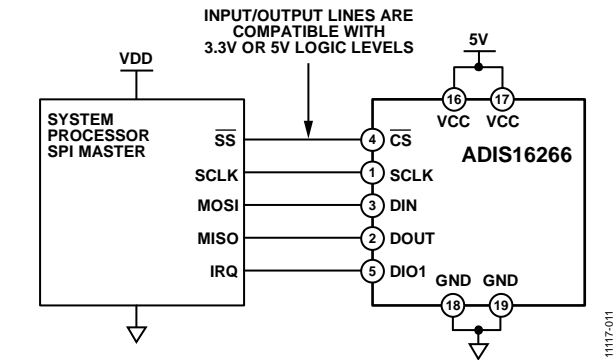 INPUT/OUTPUT LINES ARE
COMPATIBLE WITH
3.3V OR 5V LOGIC LEVELS
VDD
5V
SYSTEM
PROCESSOR
SPI MASTER
SS
SCLK
MOSI
MISO
IRQ
16
17
VCC
VCC
ADIS16266
4
CS
1
SCLK
3
DIN
2
DOUT
5
DIO1
GND
GND
18
19
11117-011